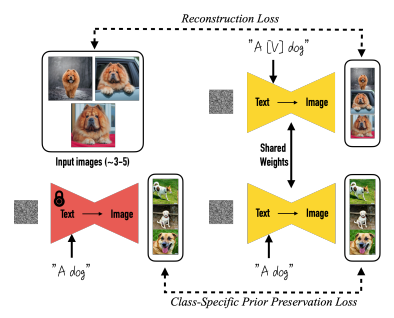 Reconstruction Loss
"A [V] dog"
Text → Image
Input images (~3-5)
Shared
Weights
Text → Image
Text → Image
"A dog"
"A dog"
Class-Specific Prior Preservation Loss